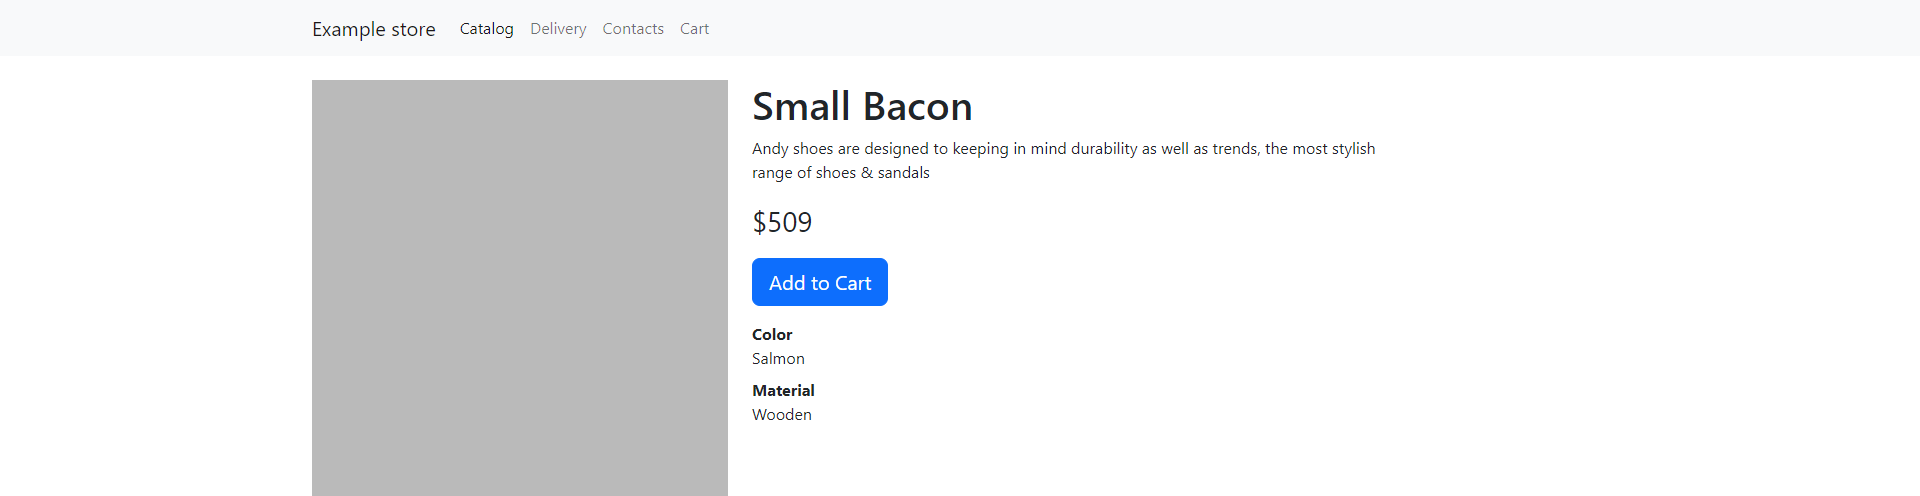 Example store Catalog Delivery Contacts Cart
Small Bacon
Andy shoes are designed to keeping in mind durability as well as trends, the most stylish
range of shoes & sandals
$509
Add to Cart
Color
Salmon
Material
Wooden